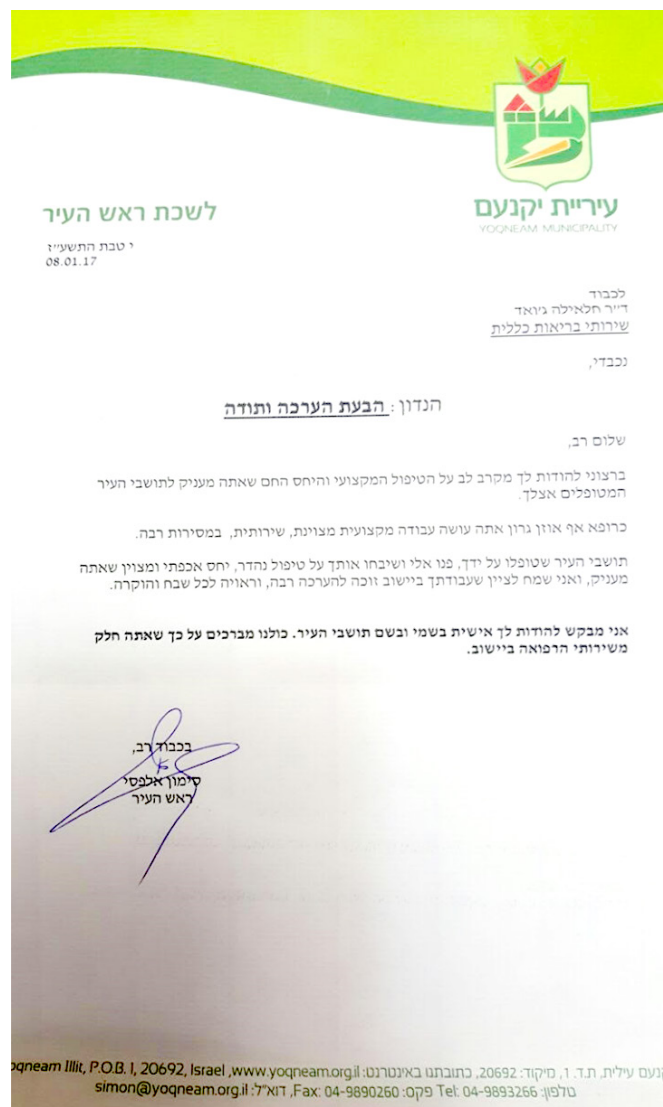 עיריית יקנעם
YOQNEAM MUNICIPALITY
לשכת ראש העיר
י טבת התשע״ז
08.01.17
לכבוד
ד״ר חלאילה ג׳ואד
שירותי בריאות כללית
נכבדי,
הנדון: הבעת הערכה ותודה
שלום רב,
ברצוני להודות לך מקרב לב על הטיפול המקצועי והיחס החם שאתה מעניק לתושבי העיר
המטופלים אצלך.
כרופא אף אוזן גרון אתה עושה עבודה מקצועית מצוינת, שירותית, במסירות רבה.
תושבי העיר שטופלו על ידך, פנו אלי ושיבחו אותך על טיפול נהדר, יחס אכפתי ומצוין שאתה
מעניק, ואני שמח לציין שעבודתך ביישוב זוכה להערכה רבה, וראויה לכל שבח והוקרה.
אני מבקש להודות לך אישית בשמי ובשם תושבי העיר. כולנו מברכים על כך שאתה חלק
משירותי הרפואה ביישוב.
בכבוד רב,
סימון אלפסי
ראש העיר
עילית, ת.ד. 1, מיקוד: 20692, כתובתנו באינטרנט: www.yoqneam.org.il, Illit, P.O.B. 1, 20692, Israel
טלפון: Tel: 04-9893266 פקס: Fax: 04-9890260, דוא״ל: simon@yoqneam.org.il